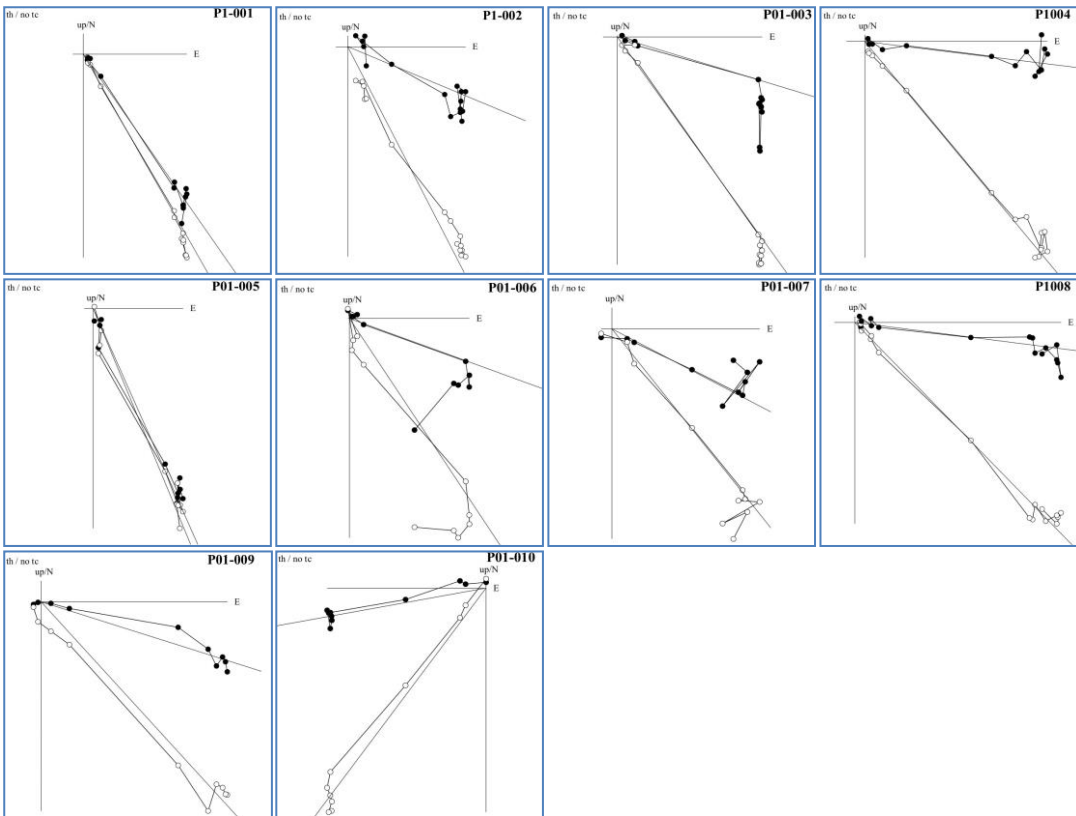 th / no tc P1-001
up/N
E
th / no tc P1-002
up/N
E
th / no tc P01-003
up/N
E
th / no tc P1004
up/N
E
th / no tc P01-005
up/N
E
th / no tc P01-006
up/N
E
th / no tc P01-007
up/N
E
th / no tc P1008
up/N
E
th / no tc P01-009
up/N
E
th / no tc P01-010
up/N
E